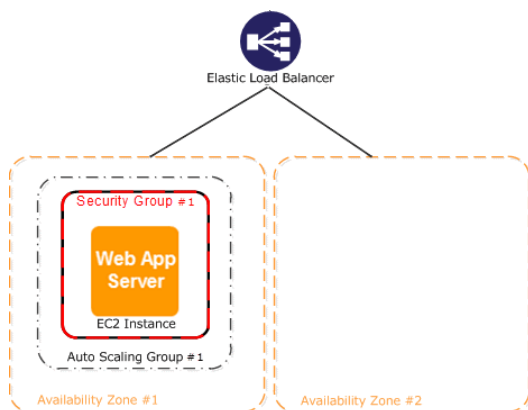 Elastic Load Balancer
Security Group #1
Web App
Server
EC2 Instance
Auto Scaling Group #1
Availability Zone #1
Availability Zone #2